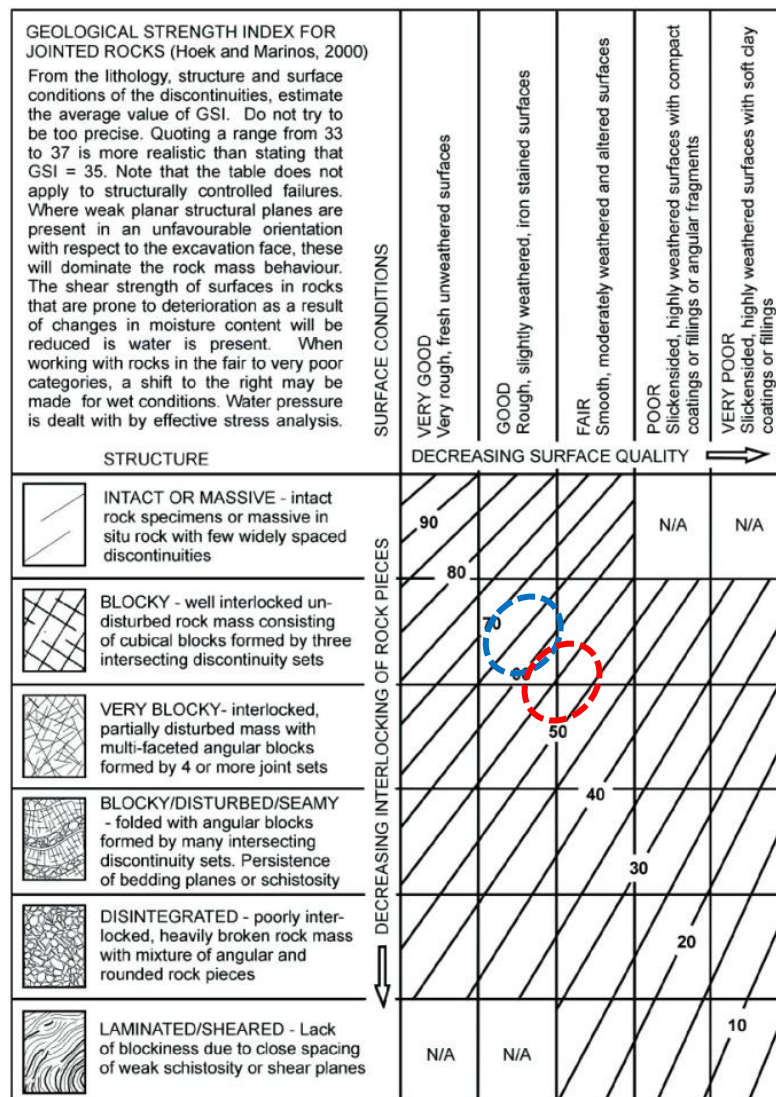 GEOLOGICAL STRENGTH INDEX FOR
JOINTED ROCKS (Hoek and Marinos, 2000)
From the lithology, structure and surface
conditions of the discontinuities, estimate
the average value of GSI. Do not try to
be too precise. Quoting a range from 33
to 37 is more realistic than stating that
GSI = 35. Note that the table does not
apply to structurally controlled failures.
Where weak planar structural planes are
present in an unfavourable orientation
with respect to the excavation face, these
will dominate the rock mass behaviour.
The shear strength of surfaces in rocks
that are prone to deterioration as a result
of changes in moisture content will be
reduced is water is present. When
working with rocks in the fair to very poor
categories, a shift to the right may be
made for wet conditions. Water pressure
is dealt with by effective stress analysis.
STRUCTURE
SURFACE CONDITIONS
VERY GOOD
Very rough, fresh unweathered surfaces
GOOD
Rough, slightly weathered, iron stained surfaces
FAIR
Smooth, moderately weathered and altered surfaces
POOR
Slickensided, highly weathered surfaces with compact
coatings or fillings or angular fragments
VERY POOR
Slickensided, highly weathered surfaces with soft clay
coatings or fillings
DECREASING SURFACE QUALITY
DECREASING INTERLOCKING OF ROCK PIECES
INTACT OR MASSIVE - intact
rock specimens or massive in
situ rock with few widely spaced
discontinuities
90
80
N/A
N/A
BLOCKY - well interlocked un-
disturbed rock mass consisting
of cubical blocks formed by three
intersecting discontinuity sets
70
VERY BLOCKY- interlocked,
partially disturbed mass with
multi-faceted angular blocks
formed by 4 or more joint sets
50
BLOCKY/DISTURBED/SEAMY
- folded with angular blocks
formed by many intersecting
discontinuity sets. Persistence
of bedding planes or schistosity
40
30
DISINTEGRATED - poorly inter-
locked, heavily broken rock mass
with mixture of angular and
rounded rock pieces
20
LAMINATED/SHEARED - Lack
of blockiness due to close spacing
of weak schistosity or shear planes
N/A
N/A
10